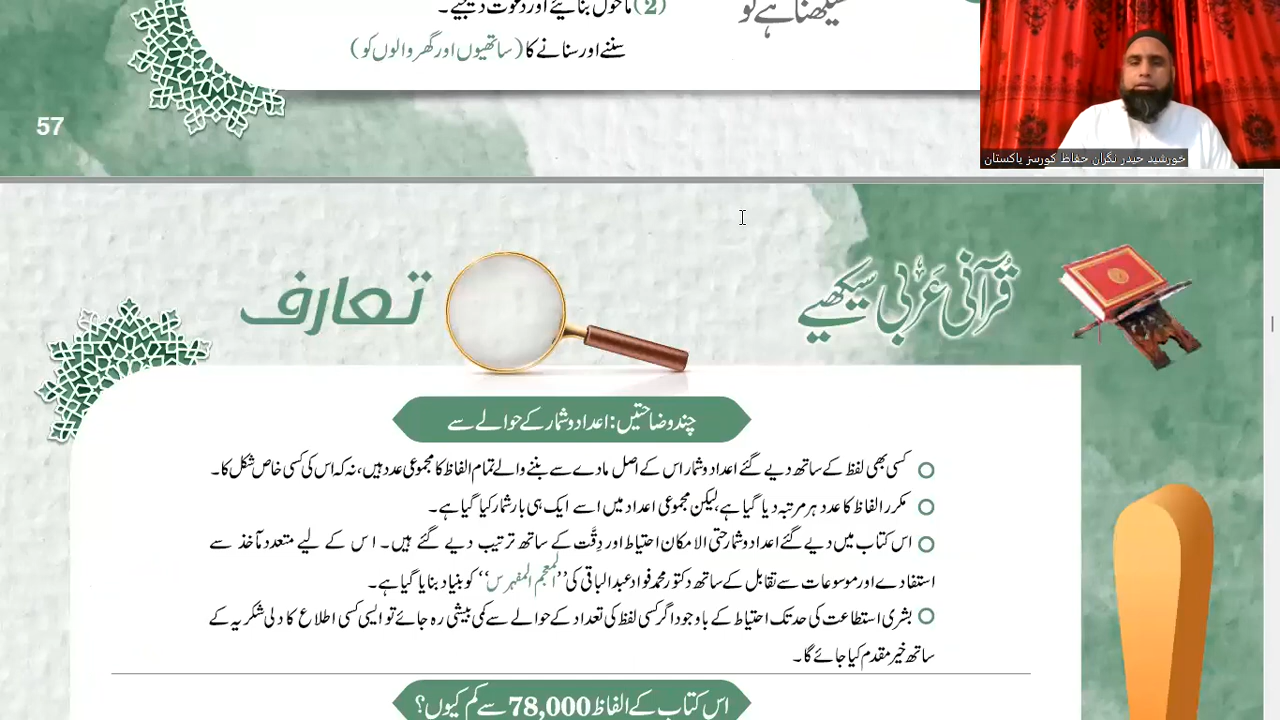 (2) ماحول بنائیے اور دعوت دیجیے۔
سیکھنا ہے تو
سننے اور سنانے کا (ساتھیوں اور گھر والوں کو)
57
خورشید حیدر نگران حفاظ کورسز پاکستان
قُرآنی عَربی سیکھیے
تعارف
چند وضاحتیں: اعداد و شمار کے حوالے سے
کسی بھی لفظ کے ساتھ دیے گئے اعداد و شمار اس کے اصل مادے سے بننے والے تمام الفاظ کا مجموعی عدد ہیں، نہ کہ اس کی کسی خاص شکل کا۔
مکرر الفاظ کا عدد ہر مرتبہ دیا گیا ہے، لیکن مجموعی اعداد میں اسے ایک ہی بار شمار کیا گیا ہے۔
اس کتاب میں دیے گئے اعداد و شمار حتی الامکان احتیاط اور دِقَّت کے ساتھ ترتیب دیے گئے ہیں۔ اس کے لیے متعدد مآخذ سے
استفادے اور موسوعات سے تقابل کے ساتھ دکتور محمد فواد عبدالباقی کی ”المعجم المفہرس“ کو بنیاد بنایا گیا ہے۔
بشری استطاعت کی حد تک احتیاط کے باوجود اگر کسی لفظ کی تعداد کے حوالے سے کمی بیشی رہ جائے تو ایسی کسی اطلاع کا دلی شکریہ کے
ساتھ خیر مقدم کیا جائے گا۔
اس کتاب کے الفاظ 78,000 سے کم کیوں؟